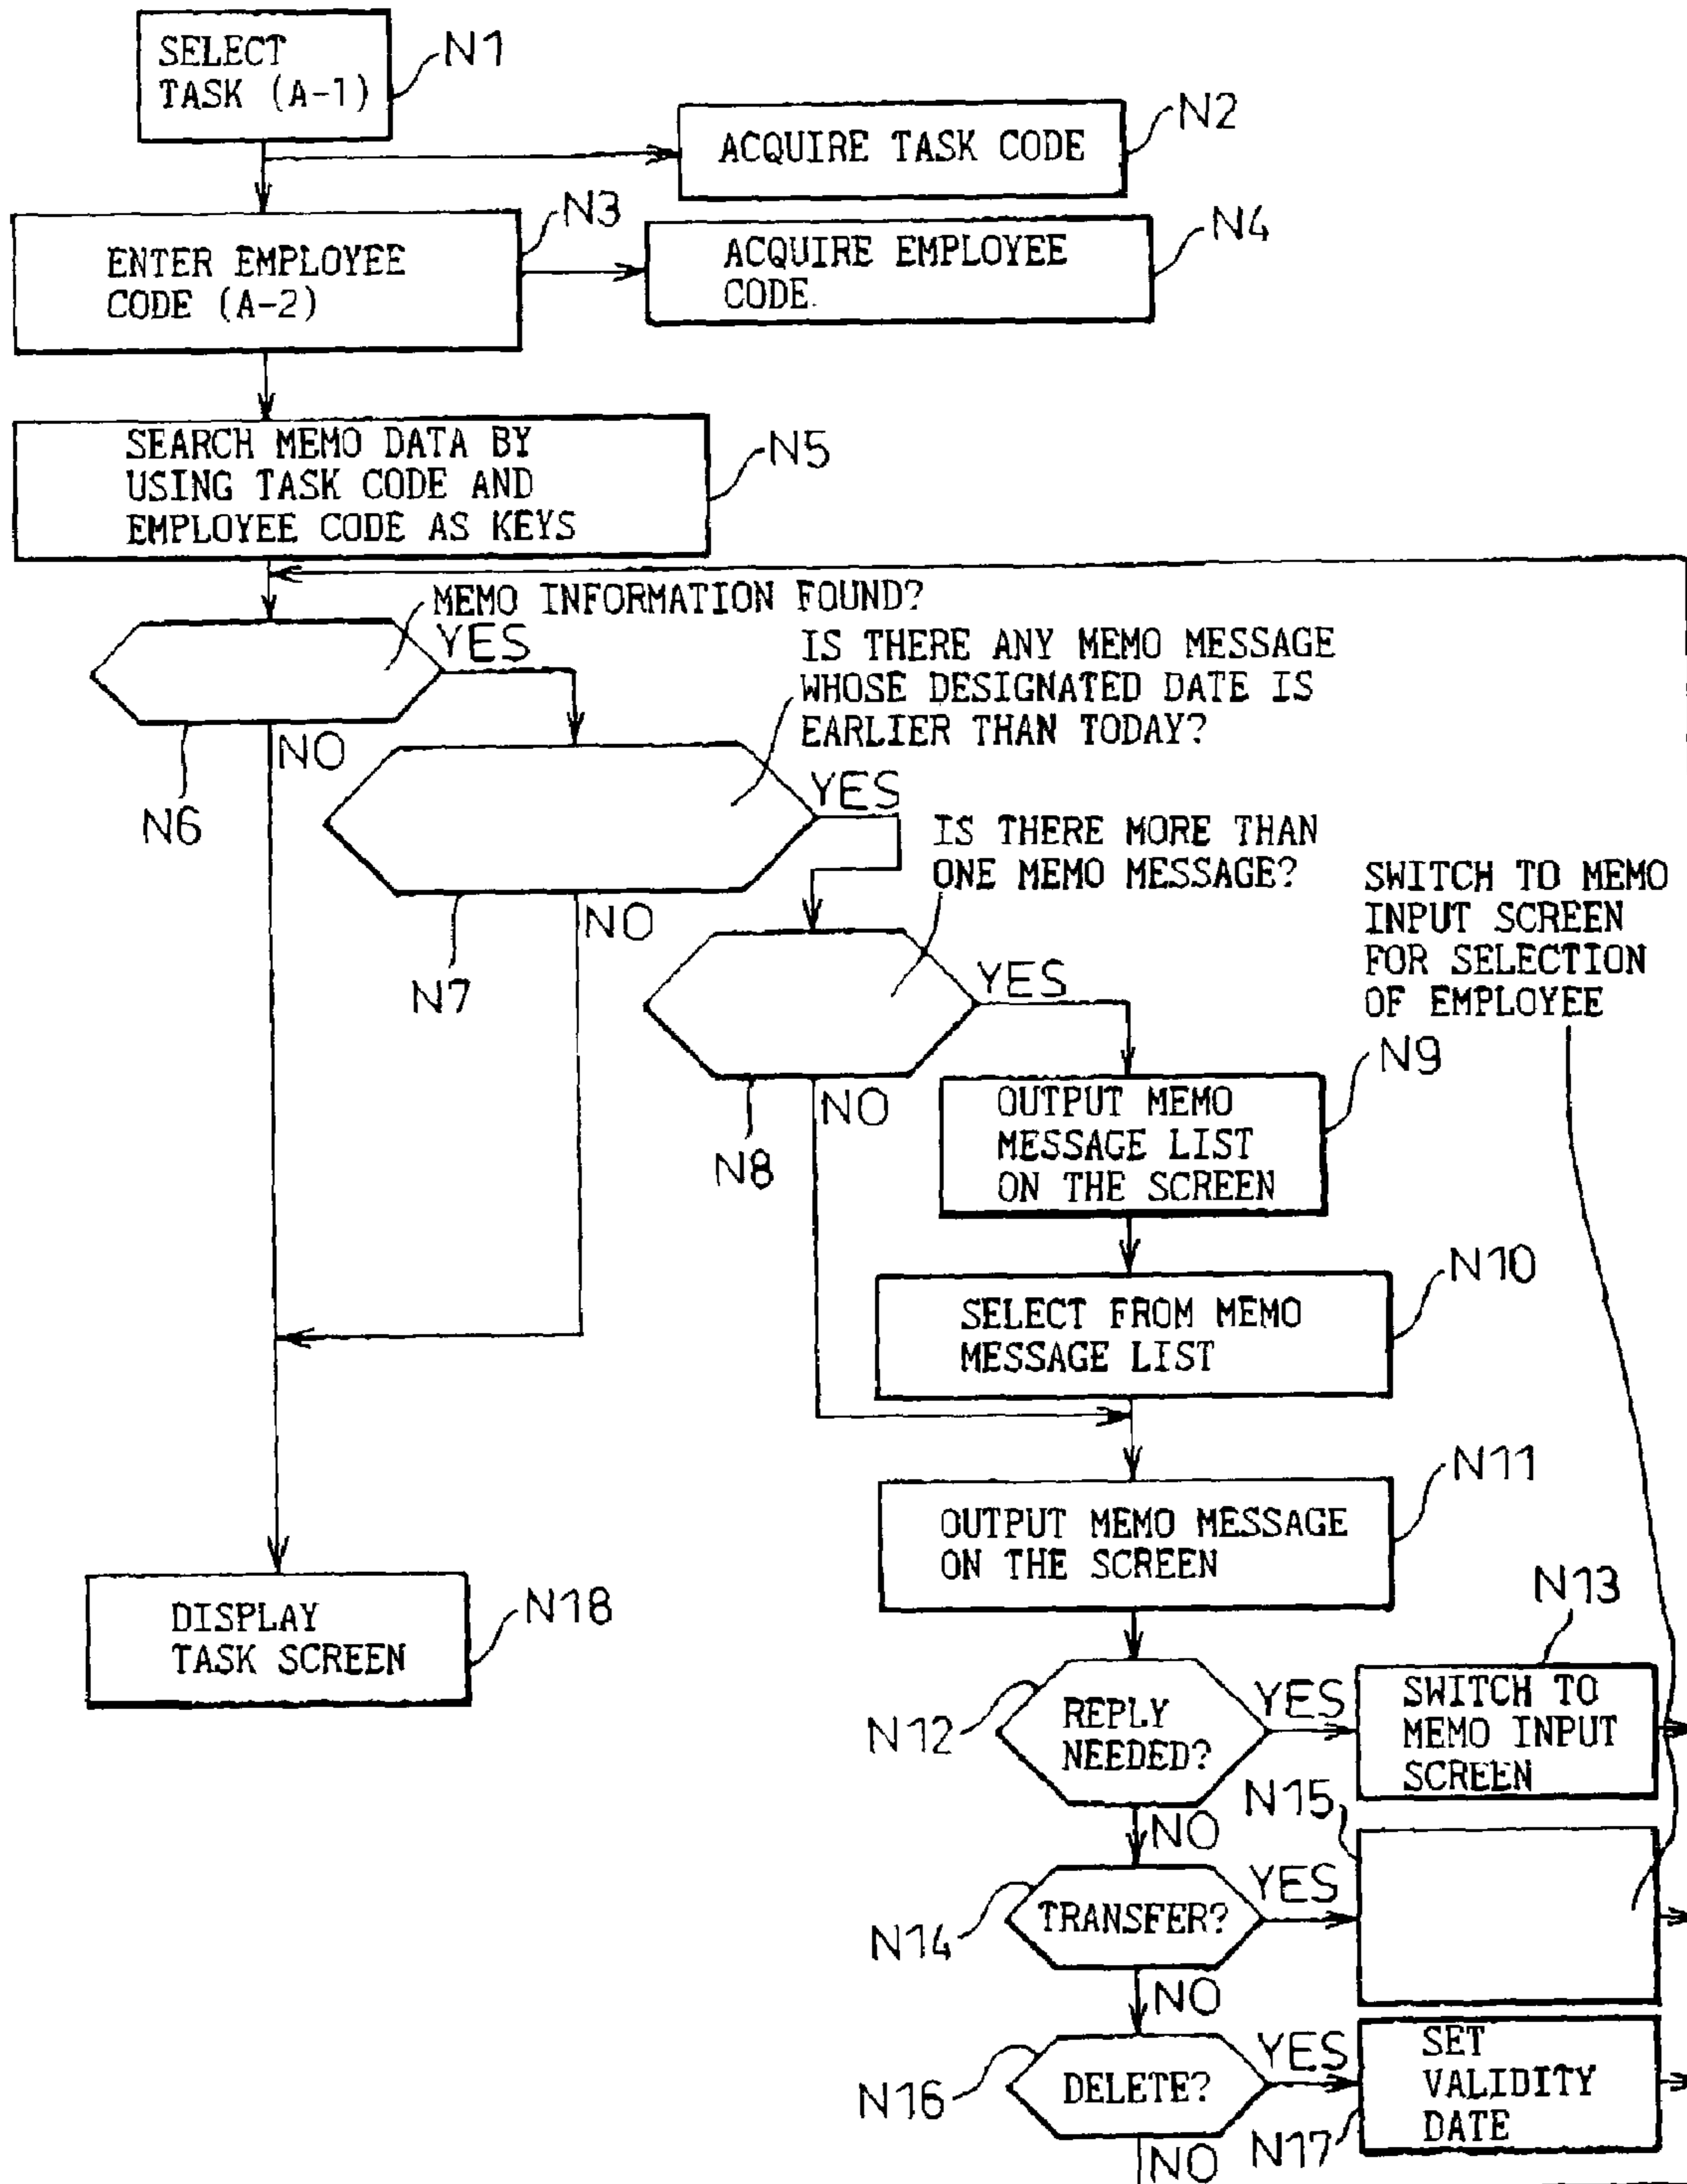 SELECT
TASK (A-1)
N1
ACQUIRE TASK CODE
N2
ENTER EMPLOYEE
CODE (A-2)
N3
ACQUIRE EMPLOYEE
CODE
N4
SEARCH MEMO DATA BY
USING TASK CODE AND
EMPLOYEE CODE AS KEYS
N5
MEMO INFORMATION FOUND?
YES
NO
N6
IS THERE ANY MEMO MESSAGE
WHOSE DESIGNATED DATE IS
EARLIER THAN TODAY?
YES
NO
N7
IS THERE MORE THAN
ONE MEMO MESSAGE?
YES
NO
N8
SWITCH TO MEMO
INPUT SCREEN
FOR SELECTION
OF EMPLOYEE
OUTPUT MEMO
MESSAGE LIST
ON THE SCREEN
N9
SELECT FROM MEMO
MESSAGE LIST
N10
OUTPUT MEMO MESSAGE
ON THE SCREEN
N11
DISPLAY
TASK SCREEN
N18
N12
REPLY
NEEDED?
YES
NO
N13
SWITCH TO
MEMO INPUT
SCREEN
N14
TRANSFER?
YES
NO
N15
N16
DELETE?
YES
NO
N17
SET
VALIDITY
DATE